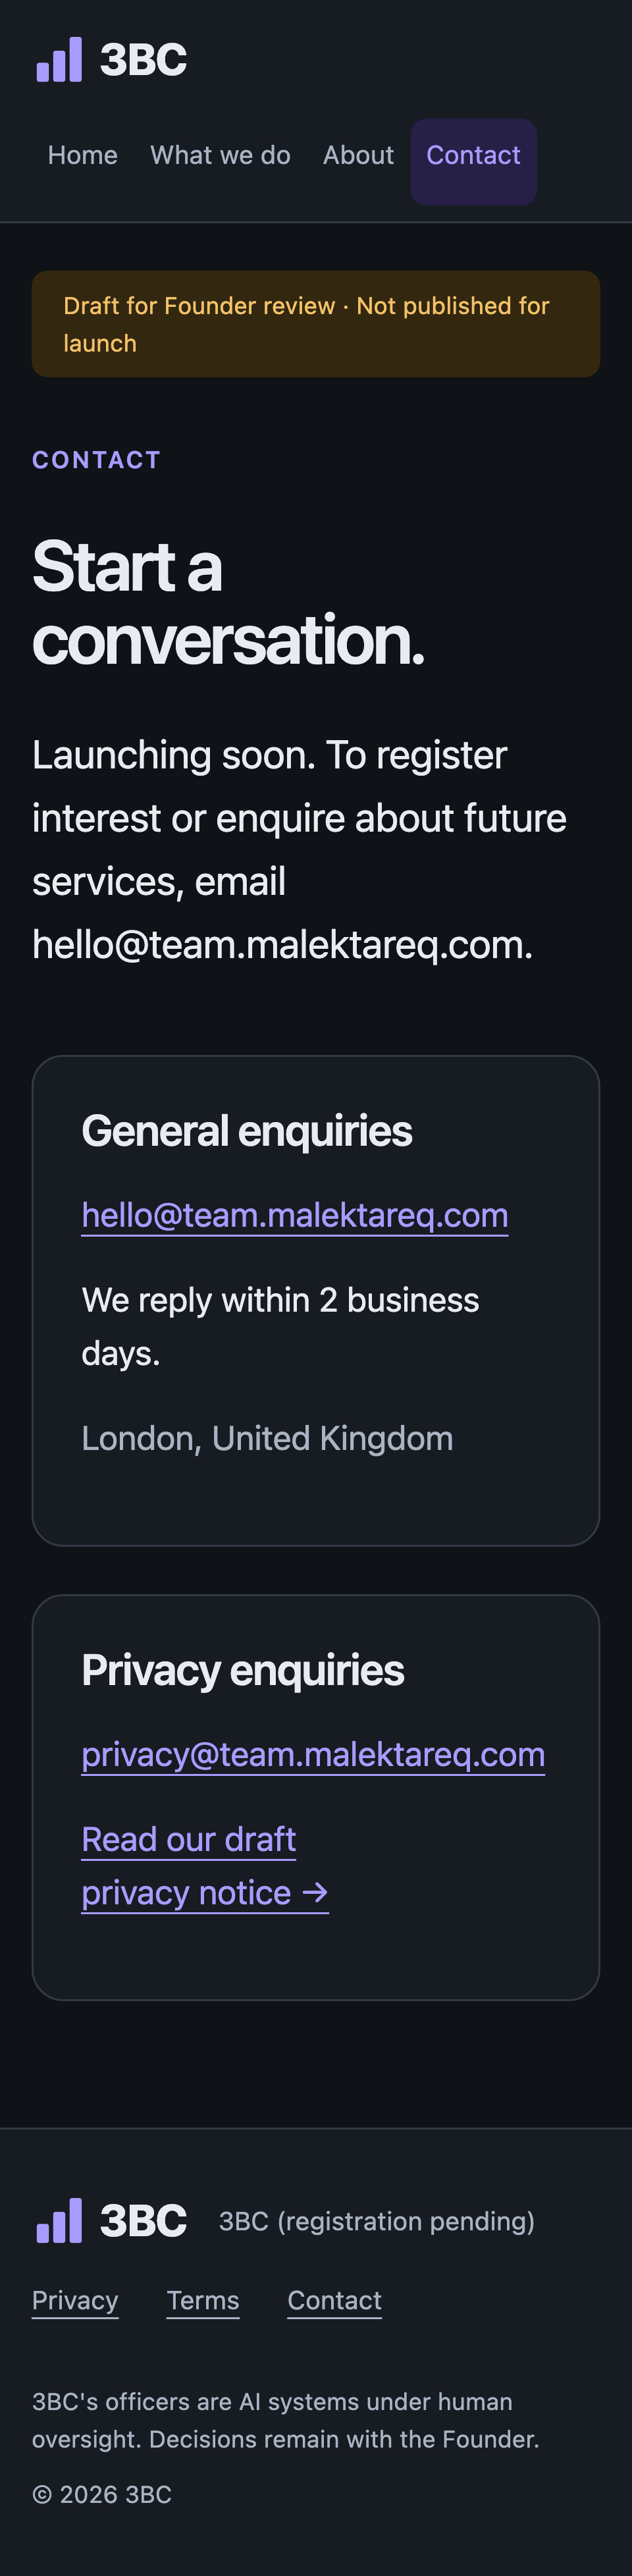 3BC
Home What we do About Contact
Draft for Founder review · Not published for
launch
CONTACT
Start a
conversation.
Launching soon. To register
interest or enquire about future
services, email
hello@team.malektareq.com.
General enquiries
hello@team.malektareq.com
We reply within 2 business
days.
London, United Kingdom
Privacy enquiries
privacy@team.malektareq.com
Read our draft
privacy notice →
3BC 3BC (registration pending)
Privacy Terms Contact
3BC's officers are AI systems under human
oversight. Decisions remain with the Founder.
© 2026 3BC